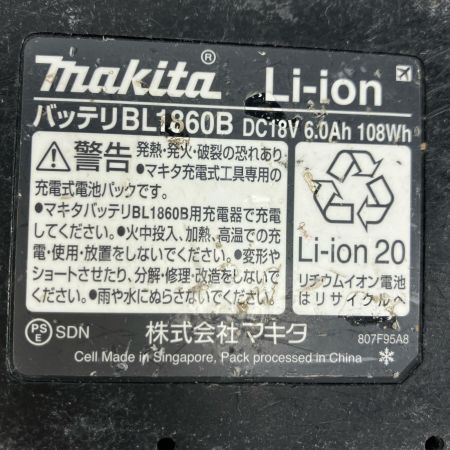 makita® Li-ion
バッテリBL1860B DC18V 6.0Ah 108Wh
⚠警告 発熱・発火・破裂の恐れあり
●マキタ充電式工具専用の
充電式電池パックです。
●マキタバッテリBL1860B用充電器で充電
してください。●火中投入、加熱、高温での充
電・使用・放置をしないでください。●変形や
ショートさせたり、分解・修理・改造をしないで
ください。●雨や水にぬらさないでください。
Li-ion 20
リチウムイオン電池
はリサイクルへ
PSE SDN 株式会社 マキタ 807F95A8
Cell Made in Singapore, Pack processed in China